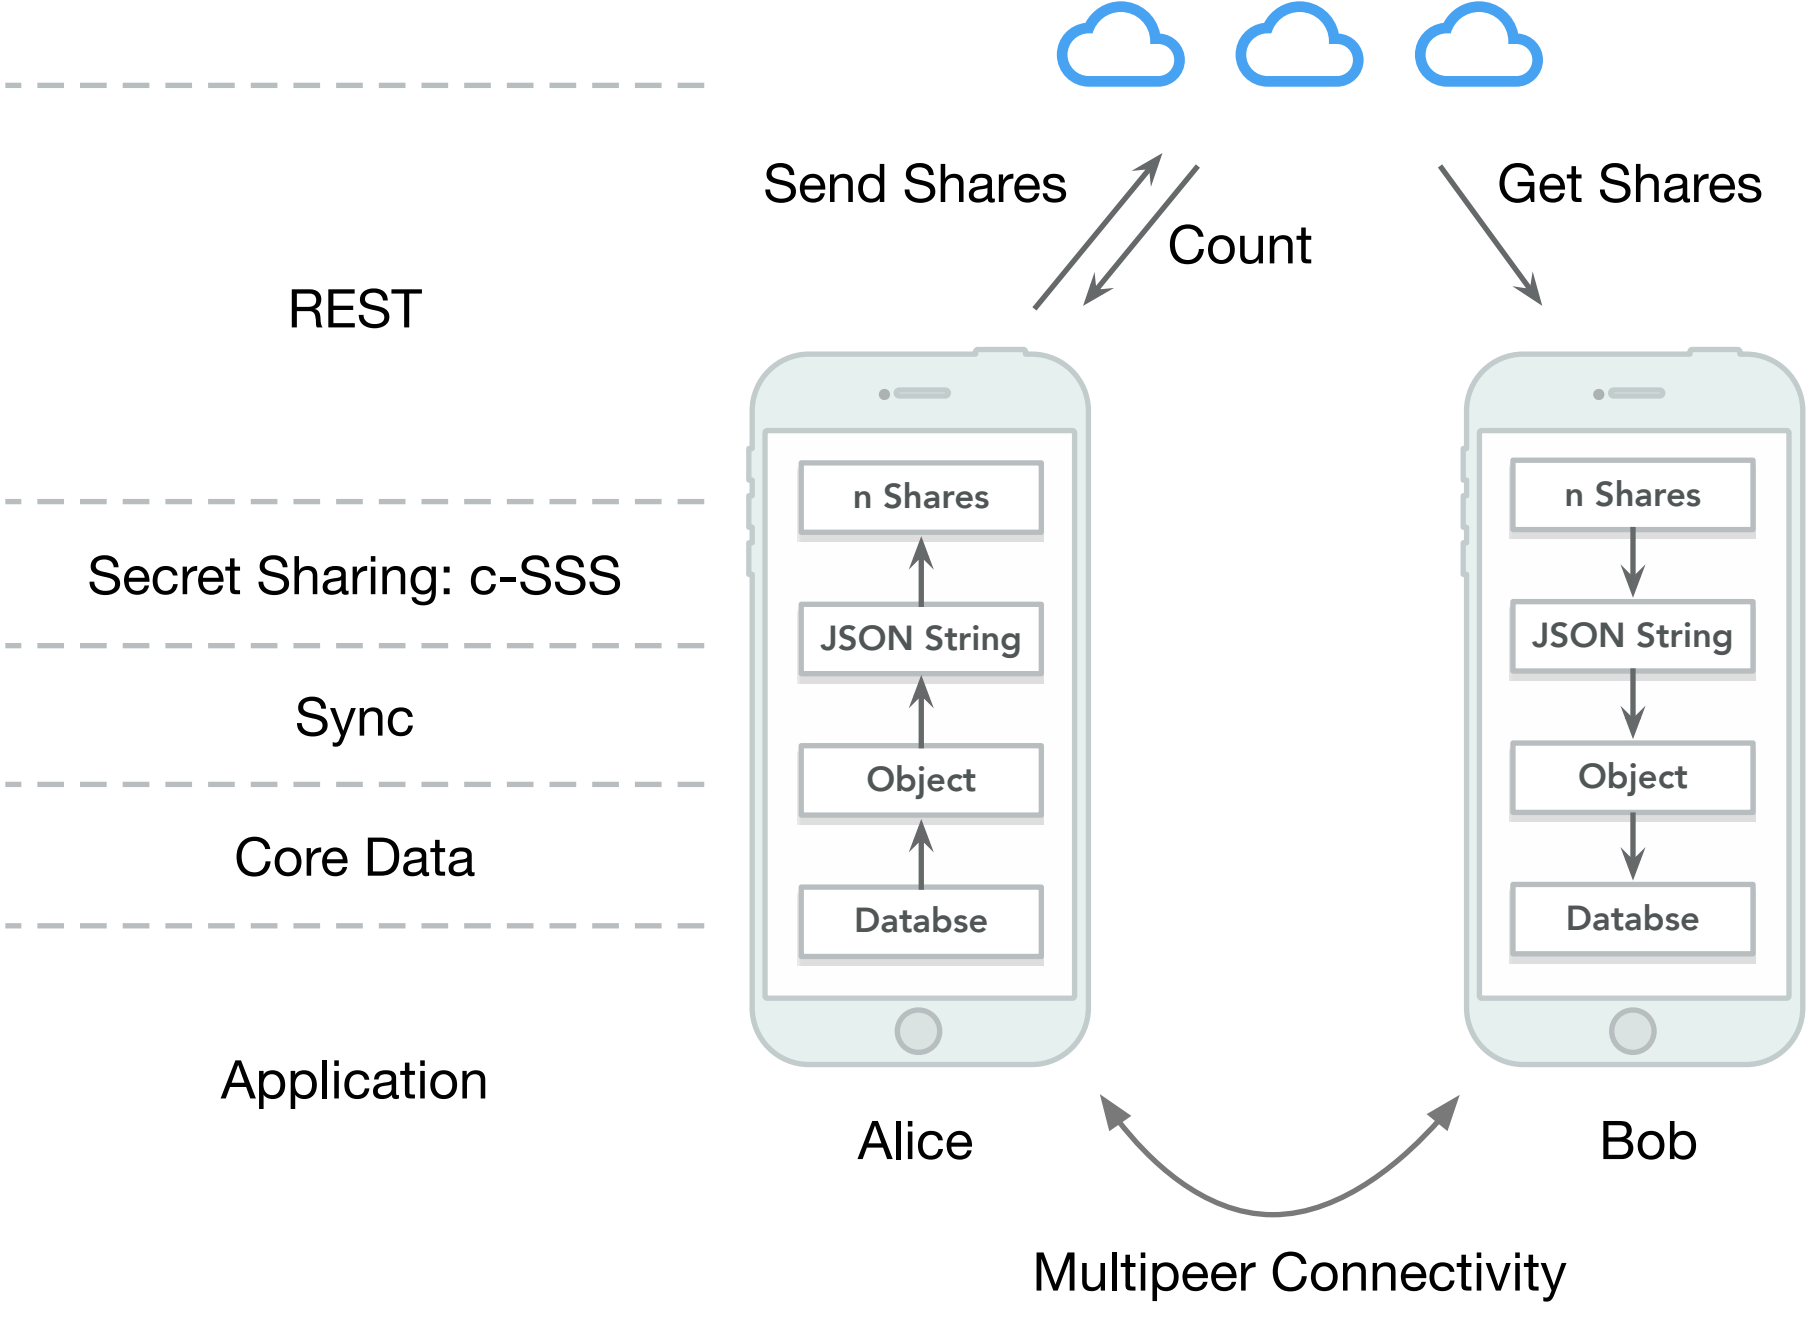 Send Shares
Get Shares
Count
REST
Secret Sharing: c-SSS
Sync
Core Data
Application
n Shares
JSON String
Object
Databse
Alice
n Shares
JSON String
Object
Databse
Bob
Multipeer Connectivity